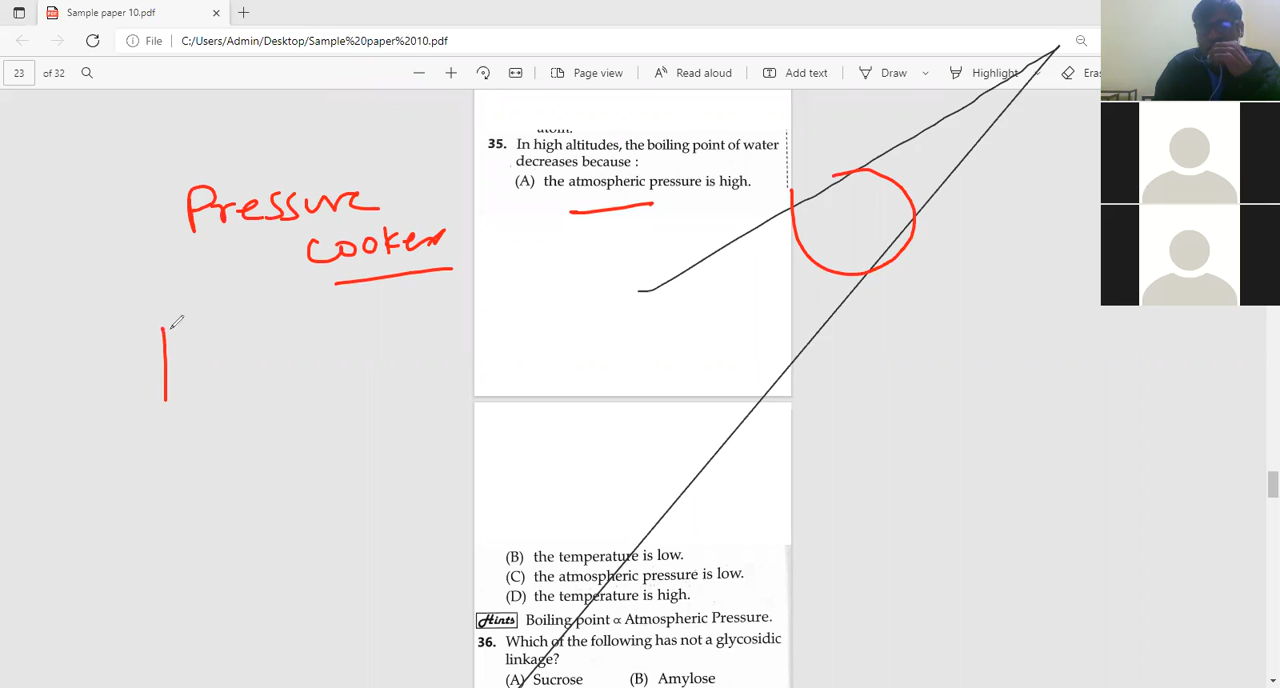 Sample paper 10.pdf
File C:/Users/Admin/Desktop/Sample%20paper%2010.pdf
23 of 32 Page view Read aloud Add text Draw Highlight
atom.
35. In high altitudes, the boiling point of water
decreases because :
(A) the atmospheric pressure is high.
Pressure
cooker
(B) the temperature is low.
(C) the atmospheric pressure is low.
(D) the temperature is high.
Hints Boiling point ∝ Atmospheric Pressure.
36. Which of the following has not a glycosidic
linkage?
(A) Sucrose (B) Amylose